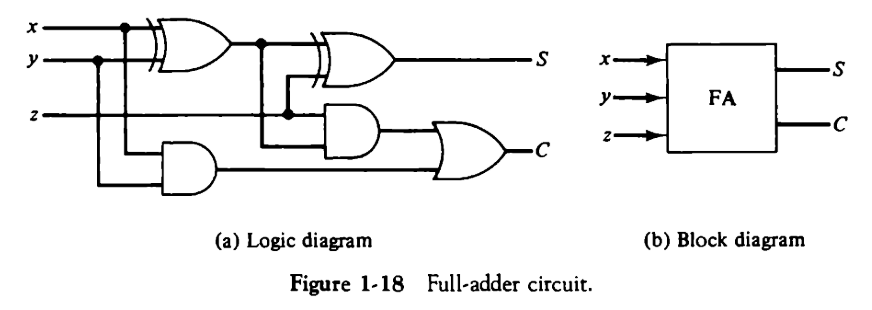 x
y
z
S
C
(a) Logic diagram
x
y
z
FA
S
C
(b) Block diagram
Figure 1-18 Full-adder circuit.